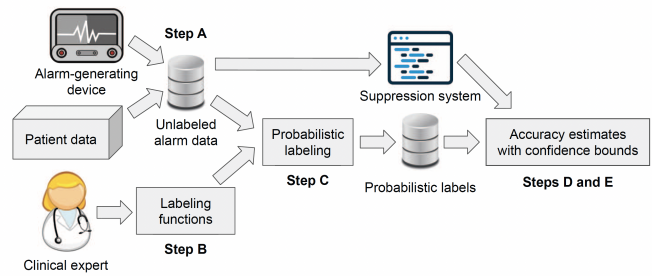 Step A
Alarm-generating
device
Patient data
Unlabeled
alarm data
Suppression system
Probabilistic
labeling
Step C
Probabilistic labels
Accuracy estimates
with confidence bounds
Steps D and E
Labeling
functions
Step B
Clinical expert